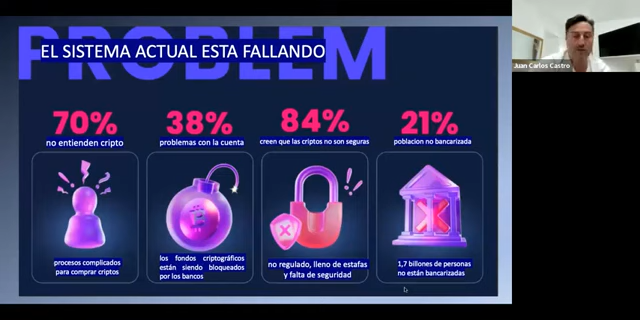 PROBLEM
EL SISTEMA ACTUAL ESTA FALLANDO
Juan Carlos Castro
70%
no entienden cripto
38%
problemas con la cuenta
84%
creen que las criptos no son seguras
21%
poblacion no bancarizada
procesos complicados
para comprar criptos
los fondos criptográficos
están siendo bloqueados
por los bancos
no regulado, lleno de estafas
y falta de seguridad
1,7 billones de personas
no están bancarizadas